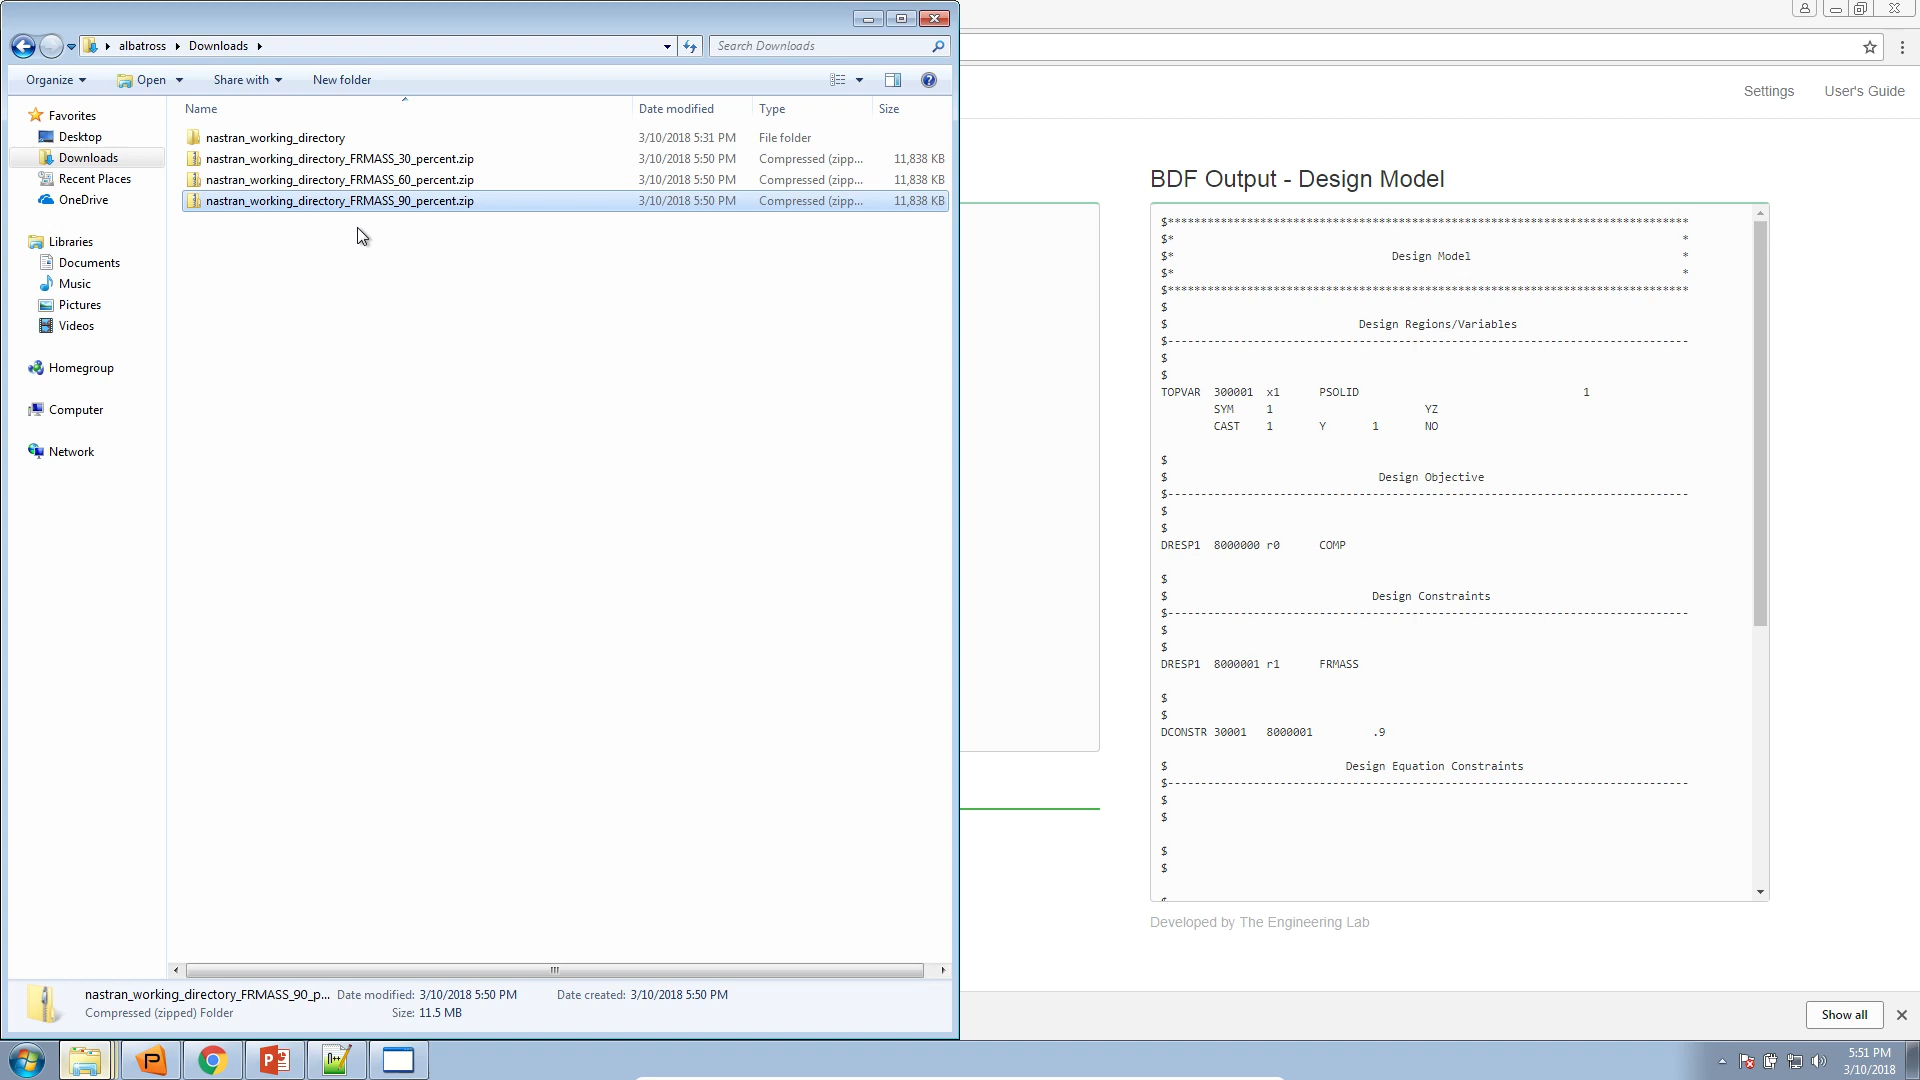 albatross Downloads
Search Downloads
Organize Open Share with New folder
Name Date modified Type Size
nastran_working_directory 3/10/2018 5:31 PM File folder
nastran_working_directory_FRMASS_30_percent.zip 3/10/2018 5:50 PM Compressed (zipp... 11,838 KB
nastran_working_directory_FRMASS_60_percent.zip 3/10/2018 5:50 PM Compressed (zipp... 11,838 KB
nastran_working_directory_FRMASS_90_percent.zip 3/10/2018 5:50 PM Compressed (zipp... 11,838 KB
Favorites
Desktop
Downloads
Recent Places
OneDrive
Libraries
Documents
Music
Pictures
Videos
Homegroup
Computer
Network
nastran_working_directory_FRMASS_90_p... Date modified: 3/10/2018 5:50 PM Date created: 3/10/2018 5:50 PM
Compressed (zipped) Folder Size: 11.5 MB
Settings User's Guide
BDF Output - Design Model
$*******************************************************************************
$* *
$* Design Model *
$* *
$*******************************************************************************
$
$ Design Regions/Variables
$-------------------------------------------------------------------------------
$
$
TOPVAR 300001 x1 PSOLID 1
SYM 1 YZ
CAST 1 Y 1 NO
$
$ Design Objective
$-------------------------------------------------------------------------------
$
$
DRESP1 8000000 r0 COMP
$
$ Design Constraints
$-------------------------------------------------------------------------------
$
$
DRESP1 8000001 r1 FRMASS
$
$
DCONSTR 30001 8000001 .9
$ Design Equation Constraints
$-------------------------------------------------------------------------------
$
$
$
$
Developed by The Engineering Lab
Show all
5:51 PM
3/10/2018